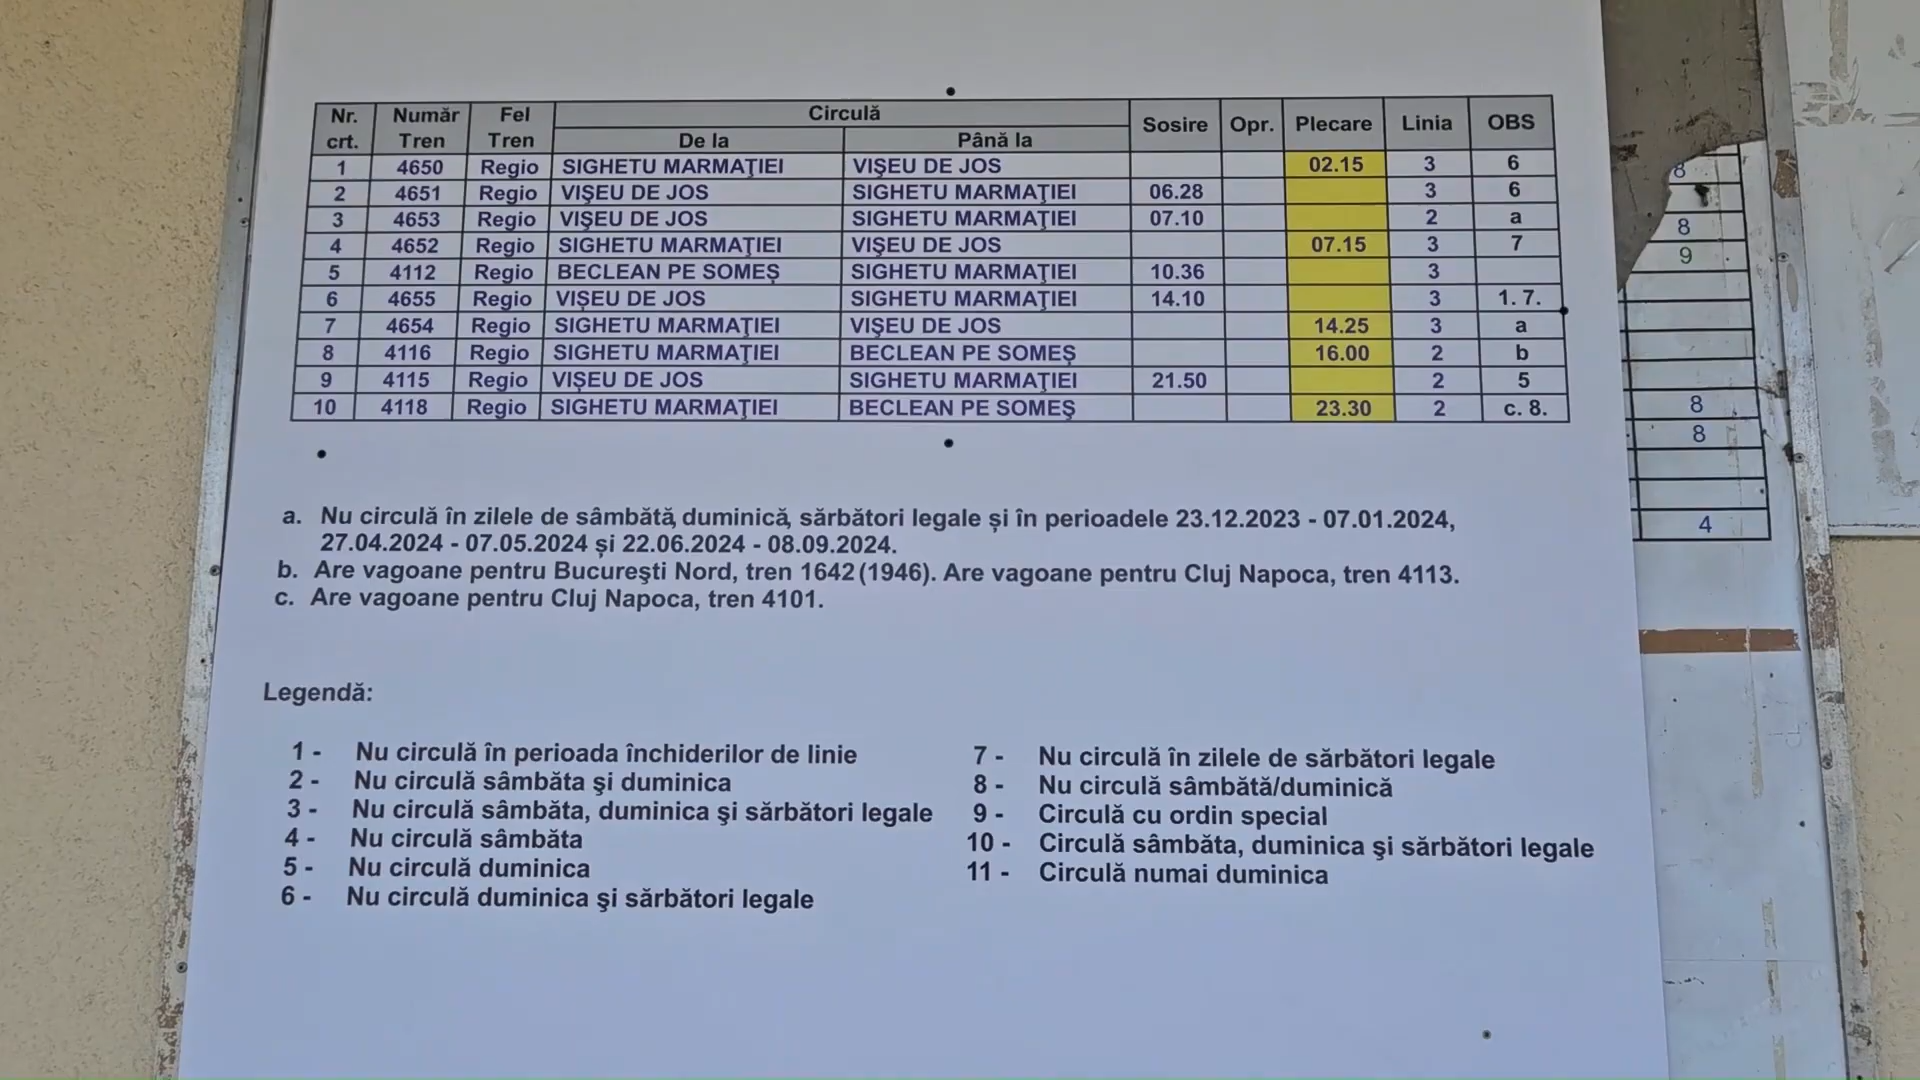 Nr. crt. Număr Tren Fel Tren Circulă De la Până la Sosire Opr. Plecare Linia OBS
1 4650 Regio SIGHETU MARMAŢIEI VIŞEU DE JOS 02.15 3 6
2 4651 Regio VIŞEU DE JOS SIGHETU MARMAŢIEI 06.28 3 6
3 4653 Regio VIŞEU DE JOS SIGHETU MARMAŢIEI 07.10 2 a
4 4652 Regio SIGHETU MARMAŢIEI VIŞEU DE JOS 07.15 3 7
5 4112 Regio BECLEAN PE SOMEŞ SIGHETU MARMAŢIEI 10.36 3
6 4655 Regio VIŞEU DE JOS SIGHETU MARMAŢIEI 14.10 3 1. 7.
7 4654 Regio SIGHETU MARMAŢIEI VIŞEU DE JOS 14.25 3 a
8 4116 Regio SIGHETU MARMAŢIEI BECLEAN PE SOMEŞ 16.00 2 b
9 4115 Regio VIŞEU DE JOS SIGHETU MARMAŢIEI 21.50 2 5
10 4118 Regio SIGHETU MARMAŢIEI BECLEAN PE SOMEŞ 23.30 2 c. 8.
a. Nu circulă în zilele de sâmbătă, duminică, sărbători legale și în perioadele 23.12.2023 - 07.01.2024,
27.04.2024 - 07.05.2024 și 22.06.2024 - 08.09.2024.
b. Are vagoane pentru Bucureşti Nord, tren 1642 (1946). Are vagoane pentru Cluj Napoca, tren 4113.
c. Are vagoane pentru Cluj Napoca, tren 4101.
Legendă:
1 - Nu circulă în perioada închiderilor de linie
2 - Nu circulă sâmbăta şi duminica
3 - Nu circulă sâmbăta, duminica şi sărbători legale
4 - Nu circulă sâmbăta
5 - Nu circulă duminica
6 - Nu circulă duminica şi sărbători legale
7 - Nu circulă în zilele de sărbători legale
8 - Nu circulă sâmbătă/duminică
9 - Circulă cu ordin special
10 - Circulă sâmbăta, duminica şi sărbători legale
11 - Circulă numai duminica
8
8
9
8
8
4